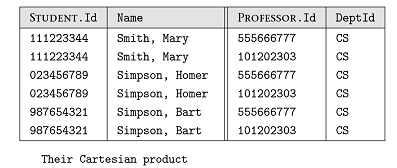 STUDENT.Id Name PROFESSOR.Id DeptId
111223344 Smith, Mary 555666777 CS
111223344 Smith, Mary 101202303 CS
023456789 Simpson, Homer 555666777 CS
023456789 Simpson, Homer 101202303 CS
987654321 Simpson, Bart 555666777 CS
987654321 Simpson, Bart 101202303 CS
Their Cartesian product